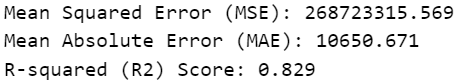 Mean Squared Error (MSE): 268723315.569
Mean Absolute Error (MAE): 10650.671
R-squared (R2) Score: 0.829